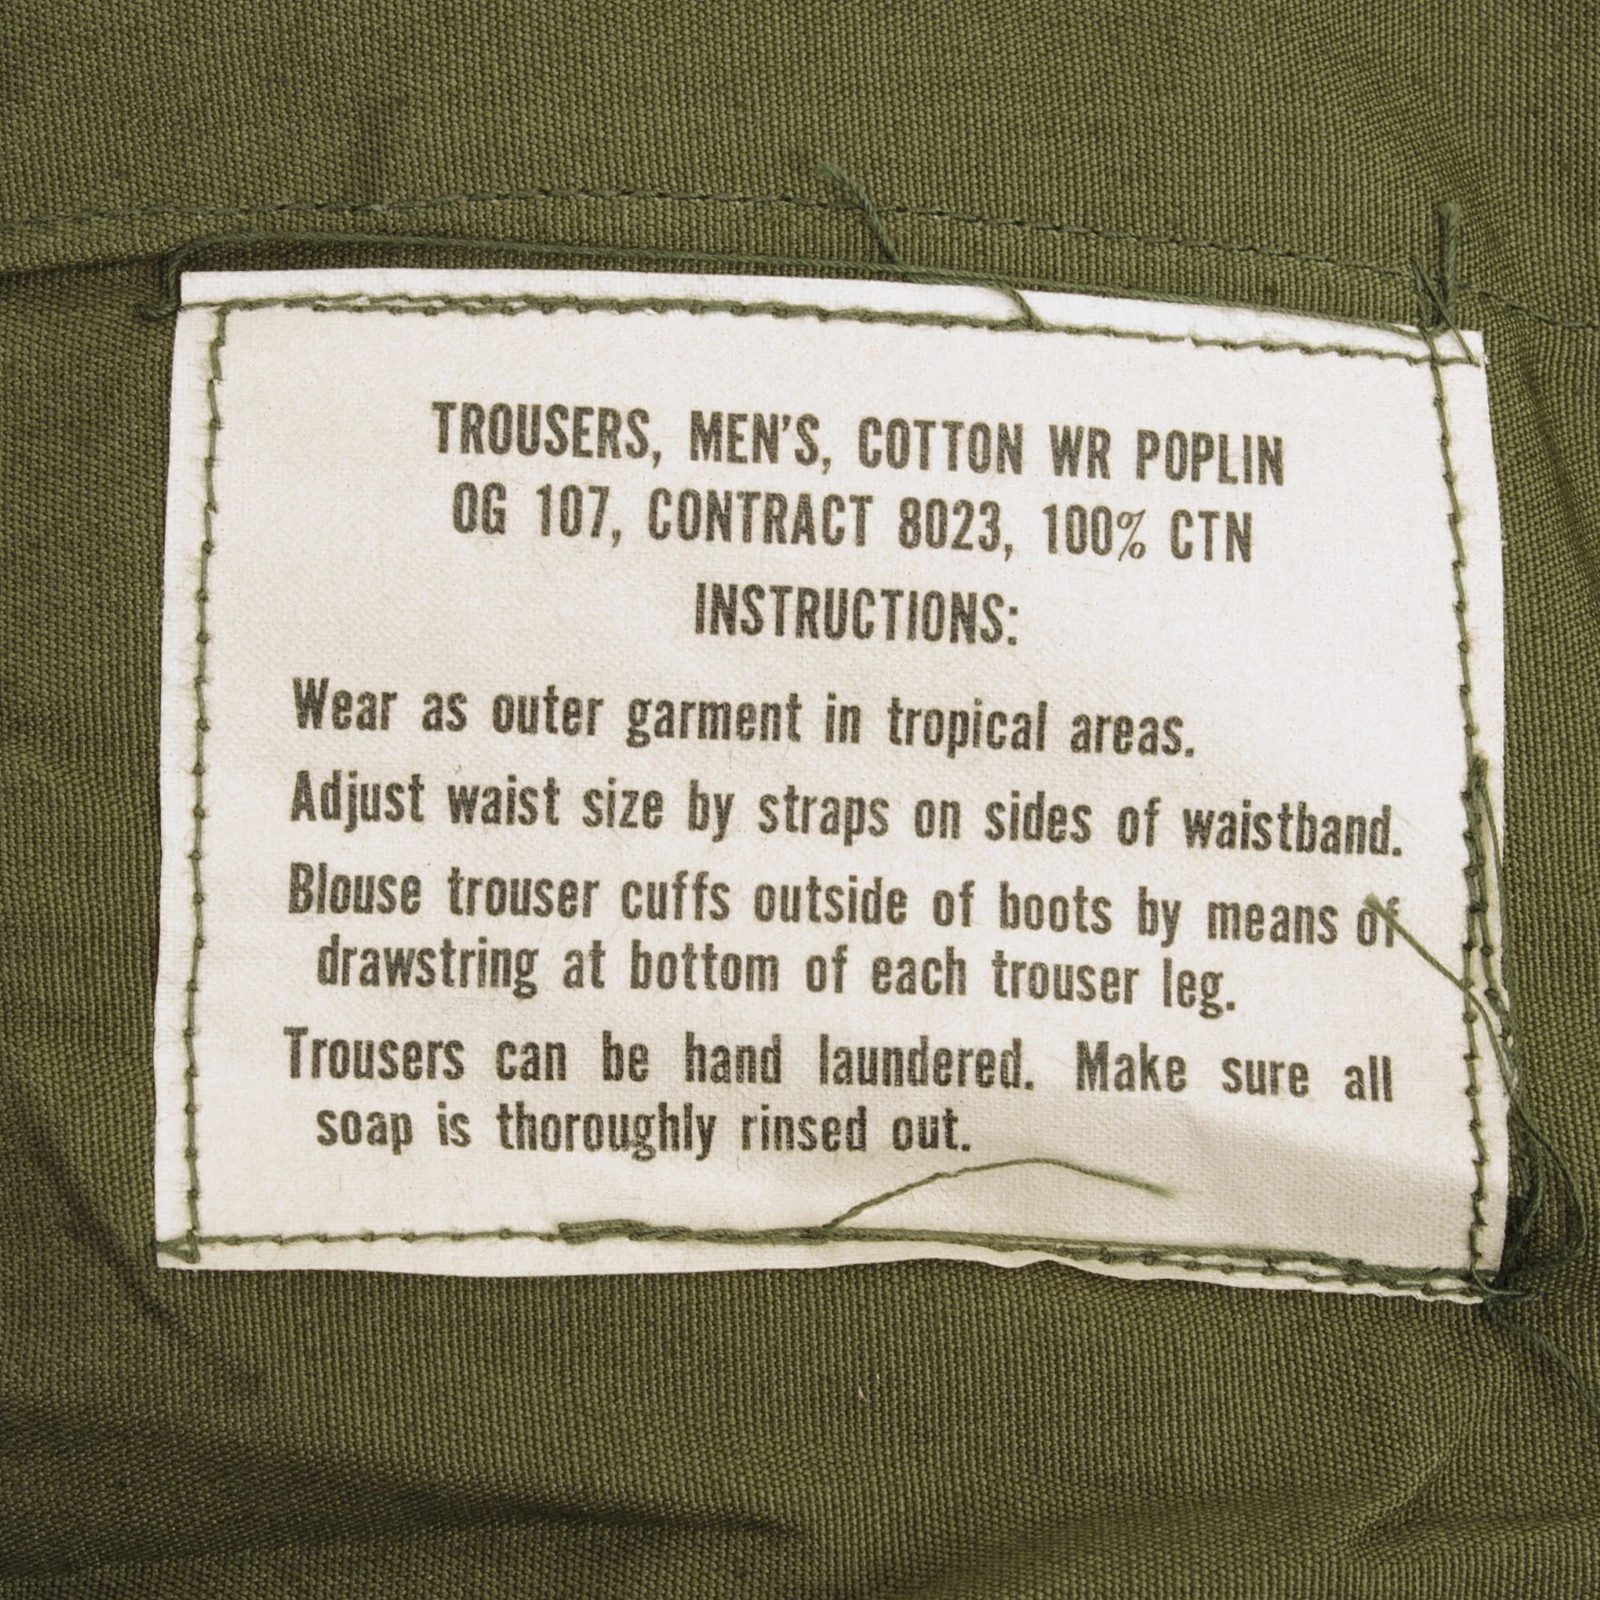 TROUSERS, MEN'S, COTTON WR POPLIN
OG 107, CONTRACT 8023, 100% CTN
INSTRUCTIONS:
Wear as outer garment in tropical areas.
Adjust waist size by straps on sides of waistband.
Blouse trouser cuffs outside of boots by means of
drawstring at bottom of each trouser leg.
Trousers can be hand laundered. Make sure all
soap is thoroughly rinsed out.